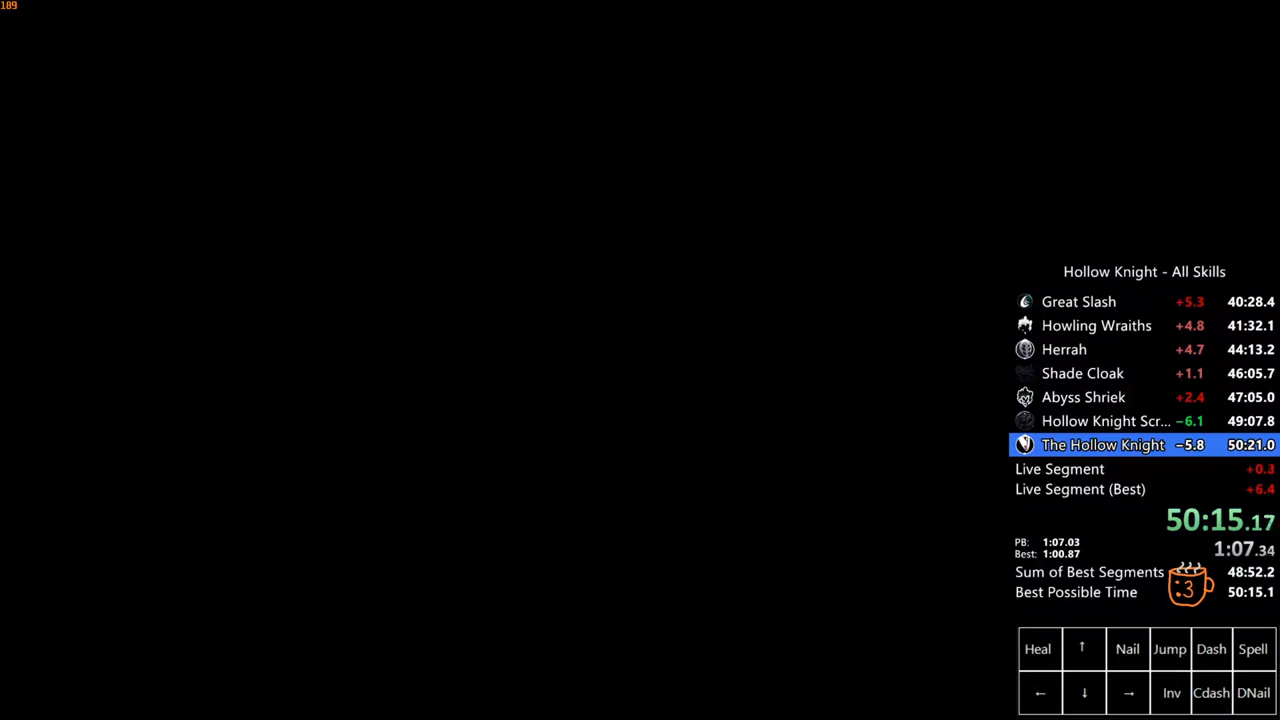 189
Hollow Knight - All Skills
Great Slash +5.3 40:28.4
Howling Wraiths +4.8 41:32.1
Herrah +4.7 44:13.2
Shade Cloak +1.1 46:05.7
Abyss Shriek +2.4 47:05.0
Hollow Knight Scr... −6.1 49:07.8
The Hollow Knight −5.8 50:21.0
Live Segment +0.3
Live Segment (Best) +6.4
50:15.17
PB: 1:07.03
Best: 1:00.87 1:07.34
Sum of Best Segments 48:52.2
Best Possible Time :3 50:15.1
Heal ↑ Nail Jump Dash Spell
← ↓ → Inv Cdash DNail